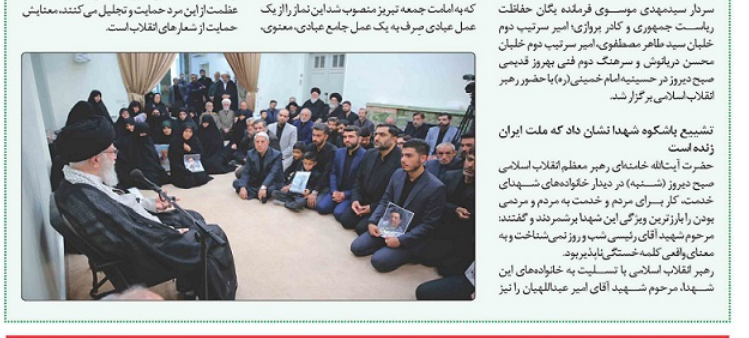 سردار سیدمهدی موسوی فرمانده یگان حفاظت
ریاست جمهوری و کادر پروازی؛ امیر سرتیپ دوم
خلبان سید طاهر مصطفوی، امیر سرتیپ دوم خلبان
محسن دریانوش و سرهنگ دوم فنی بهروز قدیمی
صبح دیروز در حسینیه امام خمینی(ره) با حضور رهبر
انقلاب اسلامی برگزار شد.
تشییع باشکوه شهدا نشان داد که ملت ایران
زنده است
حضرت آیت‌الله خامنه‌ای رهبر معظم انقلاب اسلامی
صبح دیروز (شنبه) در دیدار خانواده‌های شهدای
خدمت، کار برای مردم و خدمت به مردم و مردمی
بودن را بارزترین ویژگی این شهدا برشمردند و گفتند:
مرحوم شهید آقای رئیسی شب و روز نمی‌شناخت و به
معنای واقعی کلمه خستگی‌ناپذیر بود.
رهبر انقلاب اسلامی با تسلیت به خانواده‌های این
شهدا، مرحوم شهید آقای امیر عبداللهیان را نیز
که به امامت جمعه تبریز منصوب شد این نماز را از یک
عمل عبادی صِرف به یک عمل جامع عبادی، معنوی،
عظمت از این مرد حمایت و تجلیل می‌کنند، معنایش
حمایت از شعارهای انقلاب است.